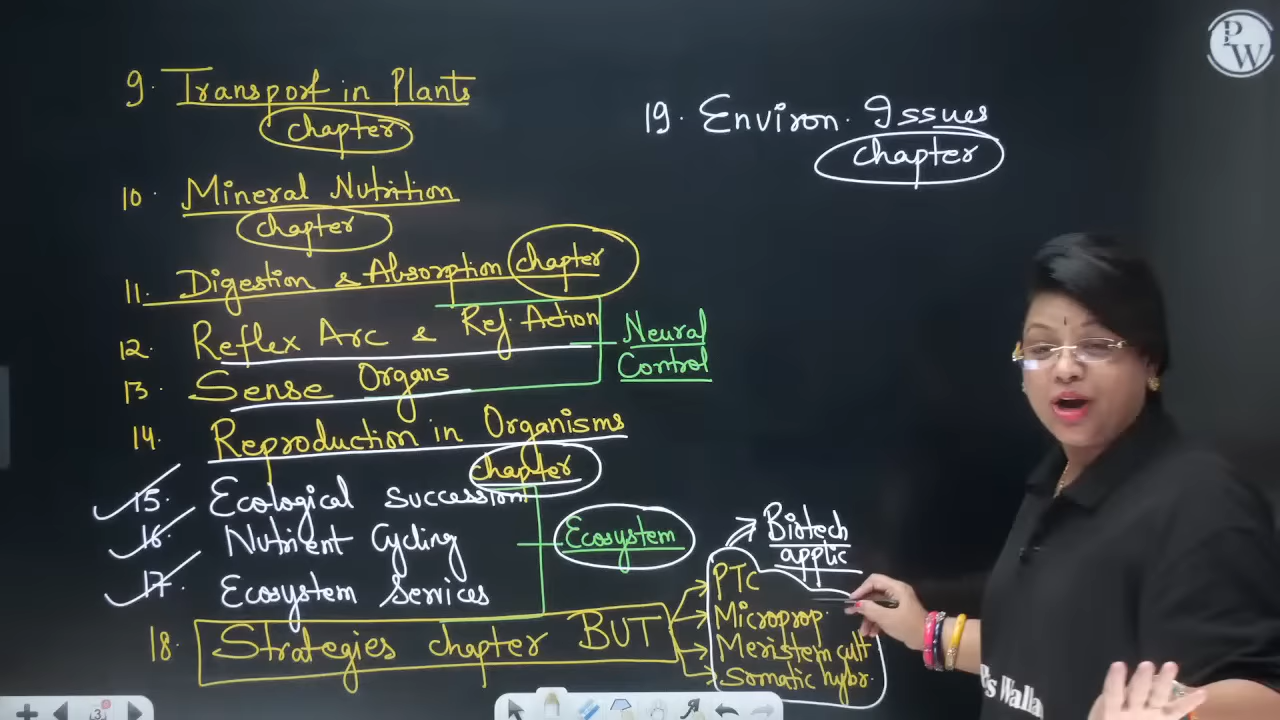 9. Transport in Plants
chapter
10. Mineral Nutrition
chapter
11. Digestion & Absorption chapter
12. Reflex Arc & Ref. Action
13. Sense Organs
Neural
Control
14. Reproduction in Organisms
chapter
15. Ecological succession
16. Nutrient Cycling
17. Ecosystem Services
Ecosystem
18. Strategies chapter BUT
PTC
Microprop
Meristem cult
Somatic hybr.
Biotech
applic
19. Environ. Issues
chapter
PW
's Walla
3